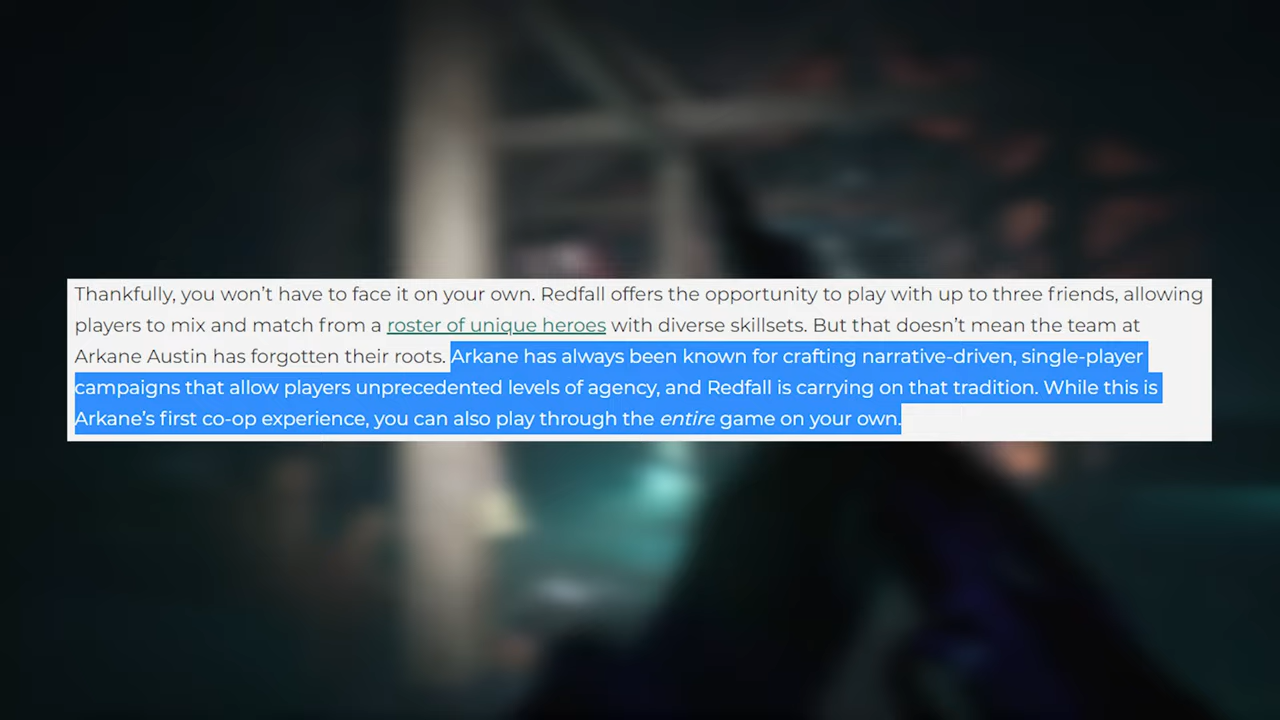 Thankfully, you won’t have to face it on your own. Redfall offers the opportunity to play with up to three friends, allowing
players to mix and match from a roster of unique heroes with diverse skillsets. But that doesn’t mean the team at
Arkane Austin has forgotten their roots. Arkane has always been known for crafting narrative-driven, single-player
campaigns that allow players unprecedented levels of agency, and Redfall is carrying on that tradition. While this is
Arkane’s first co-op experience, you can also play through the entire game on your own.